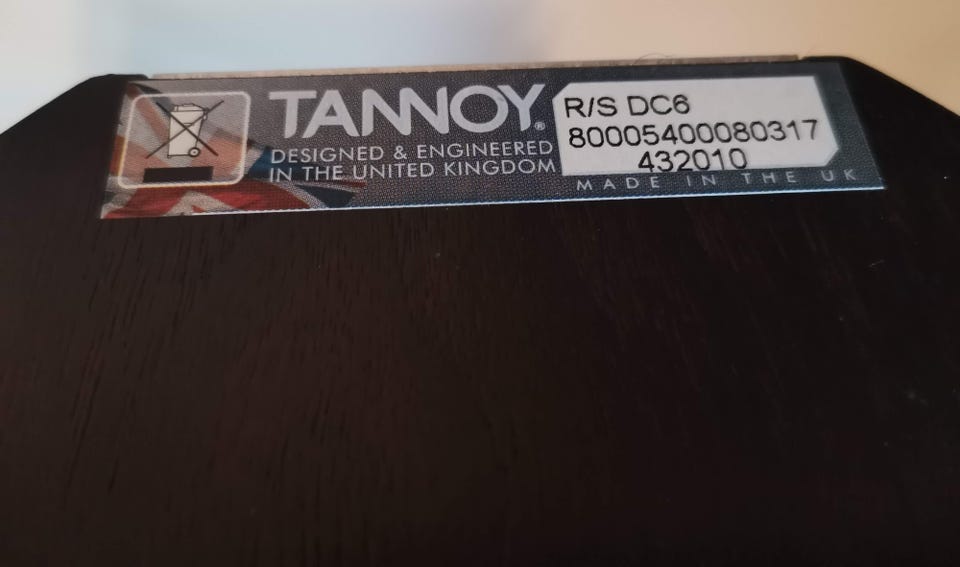 TANNOY®
DESIGNED & ENGINEERED
IN THE UNITED KINGDOM
R/S DC6
80005400080317
432010
MADE IN THE UK